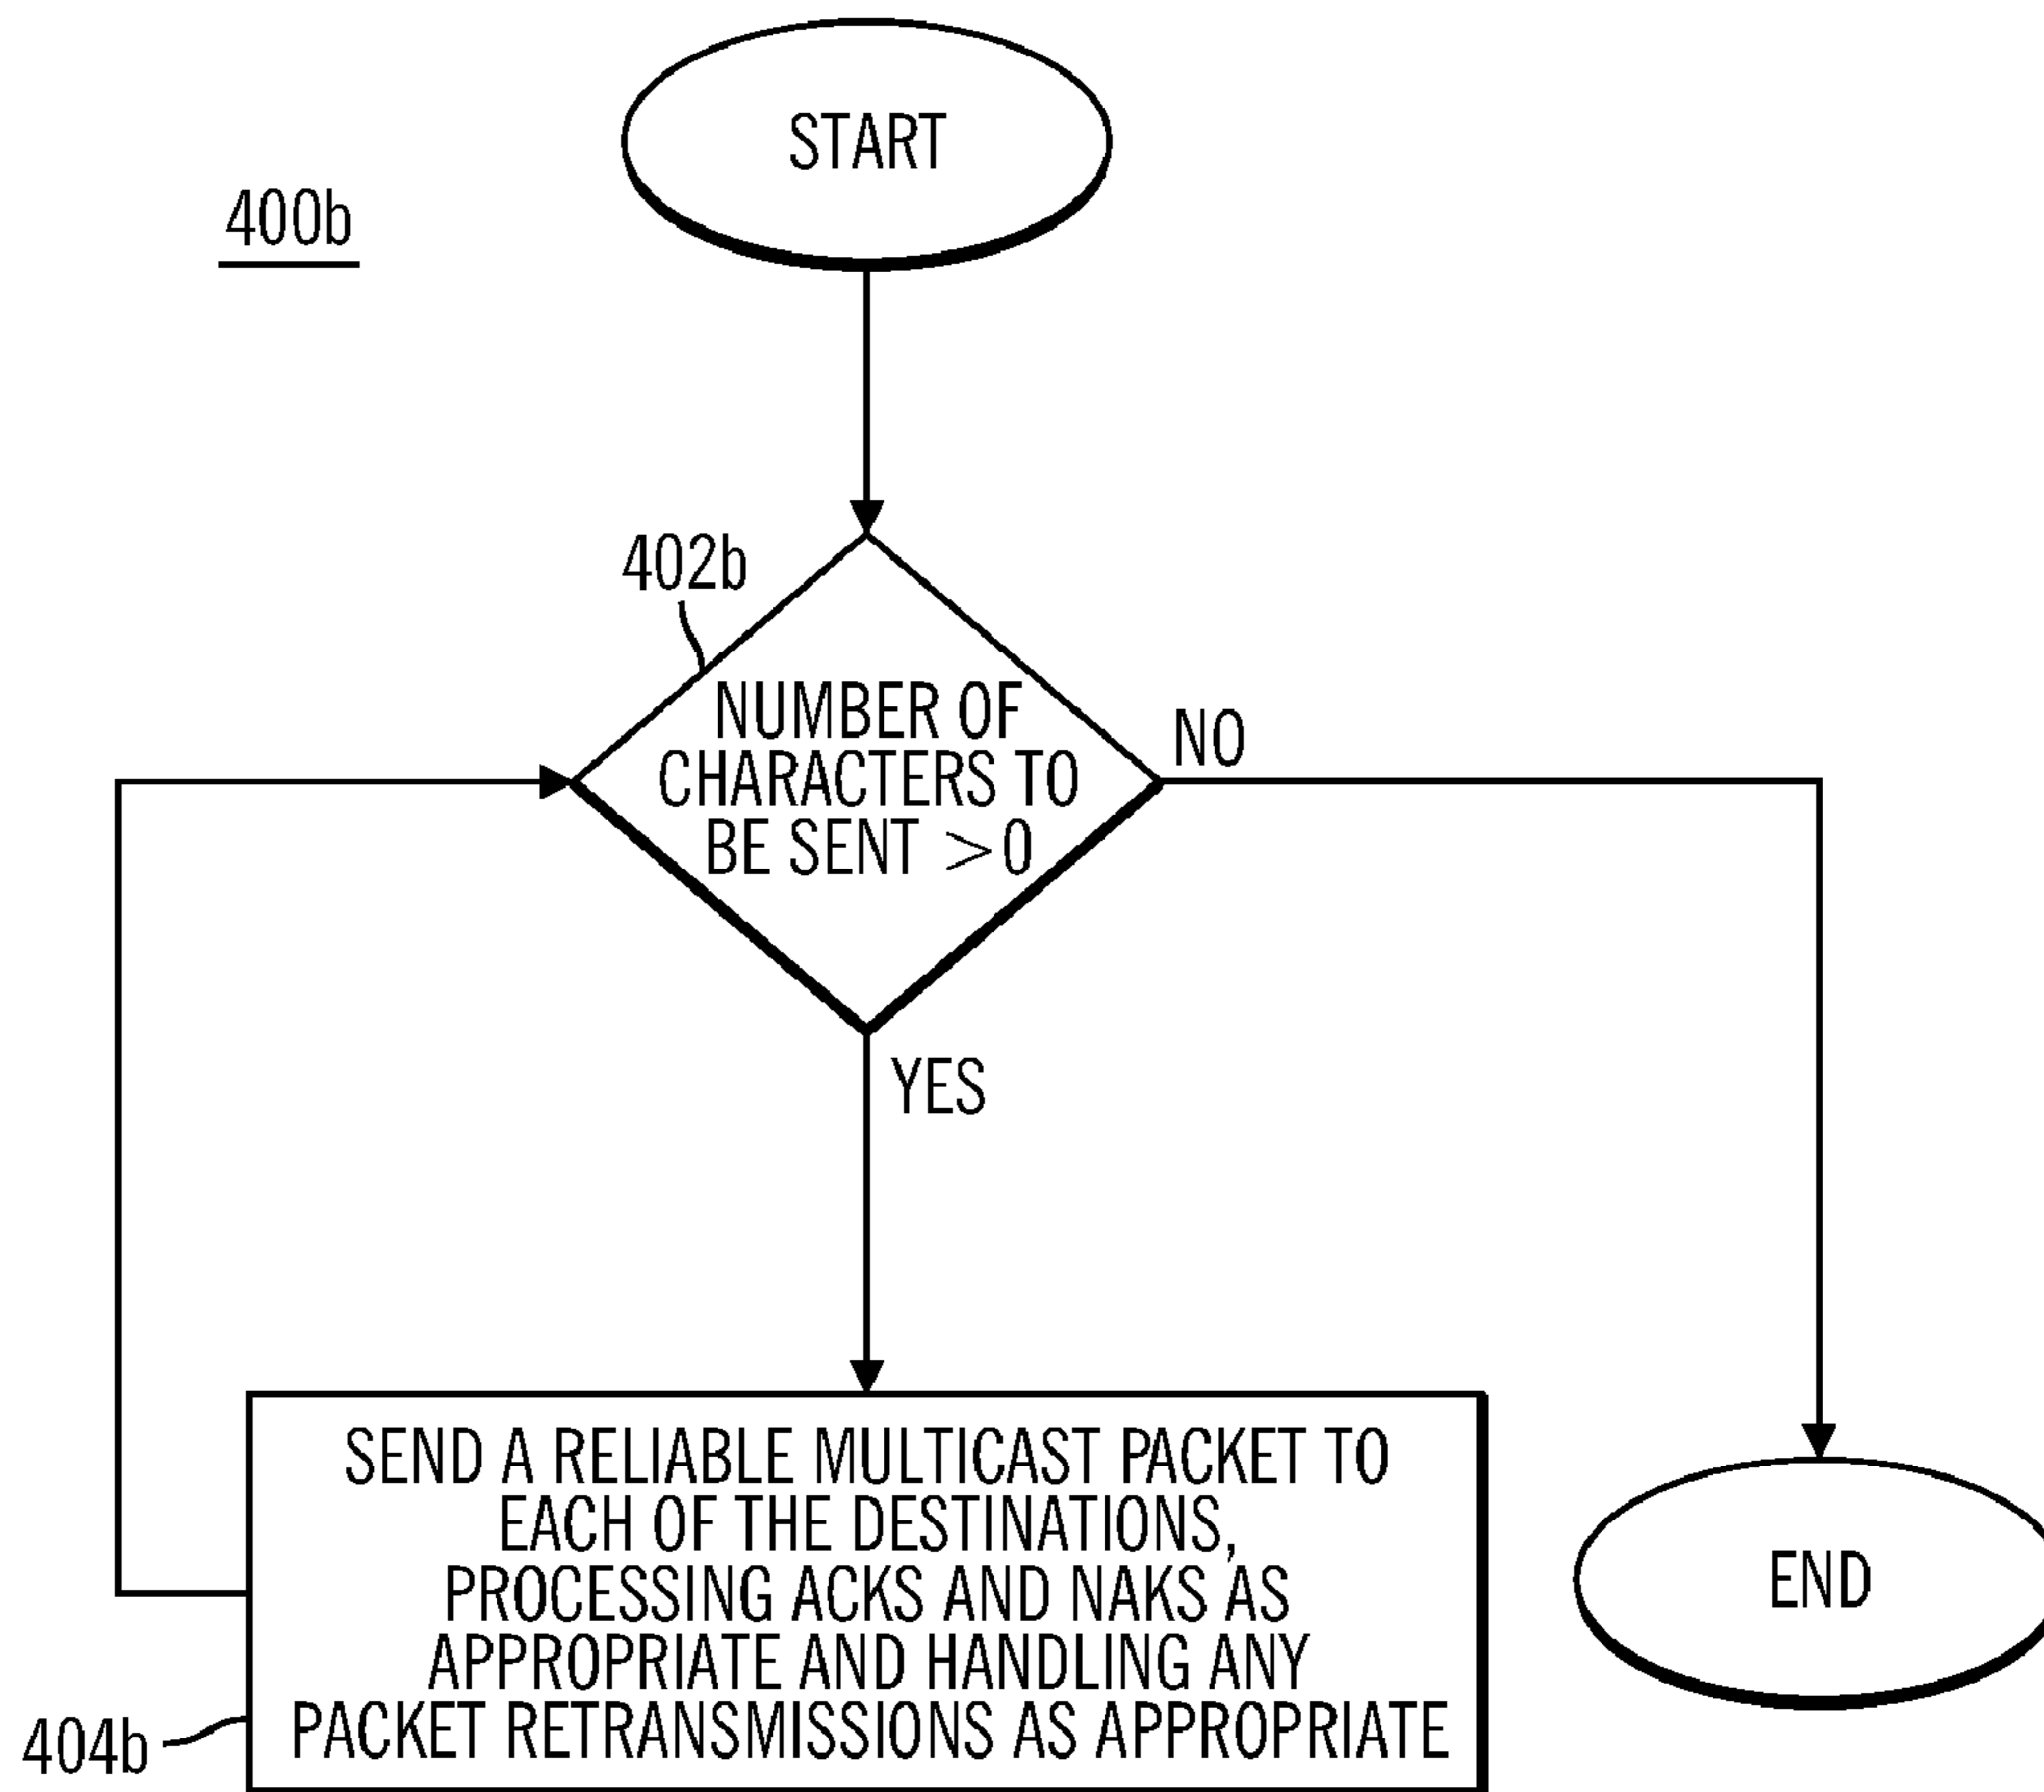 START
400b
402b
NUMBER OF
CHARACTERS TO
BE SENT >0
NO
YES
SEND A RELIABLE MULTICAST PACKET TO
EACH OF THE DESTINATIONS,
PROCESSING ACKS AND NAKS AS
APPROPRIATE AND HANDLING ANY
PACKET RETRANSMISSIONS AS APPROPRIATE
404b
END